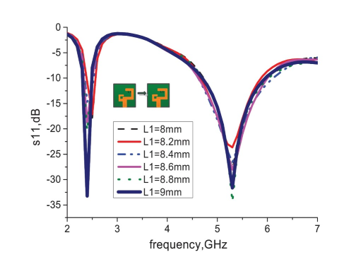 0
-5
-10
-15
-20
-25
-30
-35
s11,dB
L1=8mm
L1=8.2mm
L1=8.4mm
L1=8.6mm
L1=8.8mm
L1=9mm
2 3 4 5 6 7
frequency,GHz